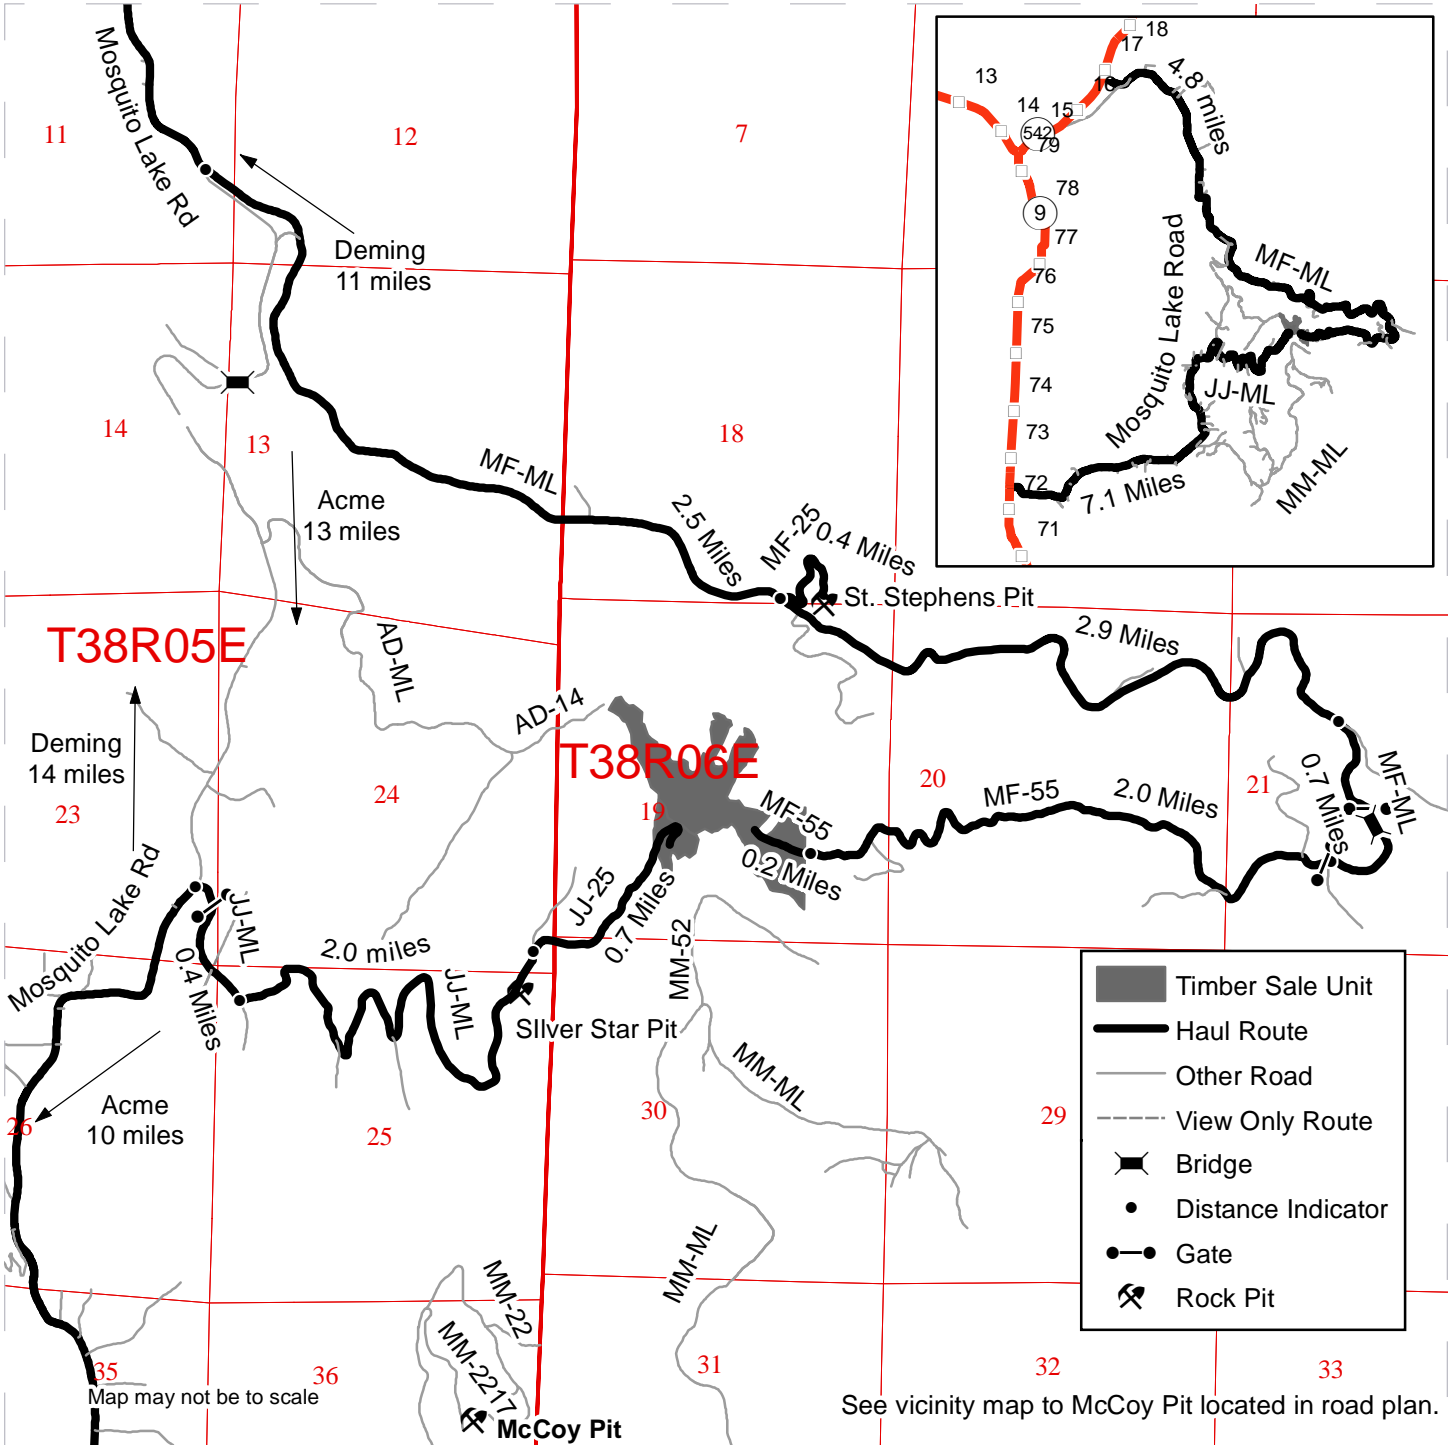 Mosquito Lake Rd
11
12
7
Deming
11 miles
14
13
18
MF-ML
Acme
13 miles
2.5 Miles
MF-25
0.4 Miles
St. Stephens Pit
2.9 Miles
T38R05E
AD-ML
AD-14
T38R06E
Deming
14 miles
23
24
19
20
21
MF-55
MF-55
2.0 Miles
0.7 Miles
MF-ML
0.2 Miles
Mosquito Lake Rd
JJ-ML
0.4 Miles
2.0 miles
JJ-ML
JJ-25
0.7 Miles
SIlver Star Pit
MM-52
MM-ML
Acme
10 miles
26
25
30
29
MM-ML
MM-22
MM-2217
McCoy Pit
35
36
31
32
33
Map may not be to scale
See vicinity map to McCoy Pit located in road plan.
18
17
16
15
14
13
542
79
78
9
77
76
75
74
73
72
71
4.8 miles
Mosquito Lake Road
MF-ML
JJ-ML
MM-ML
7.1 Miles
Timber Sale Unit
Haul Route
Other Road
View Only Route
Bridge
Distance Indicator
Gate
Rock Pit